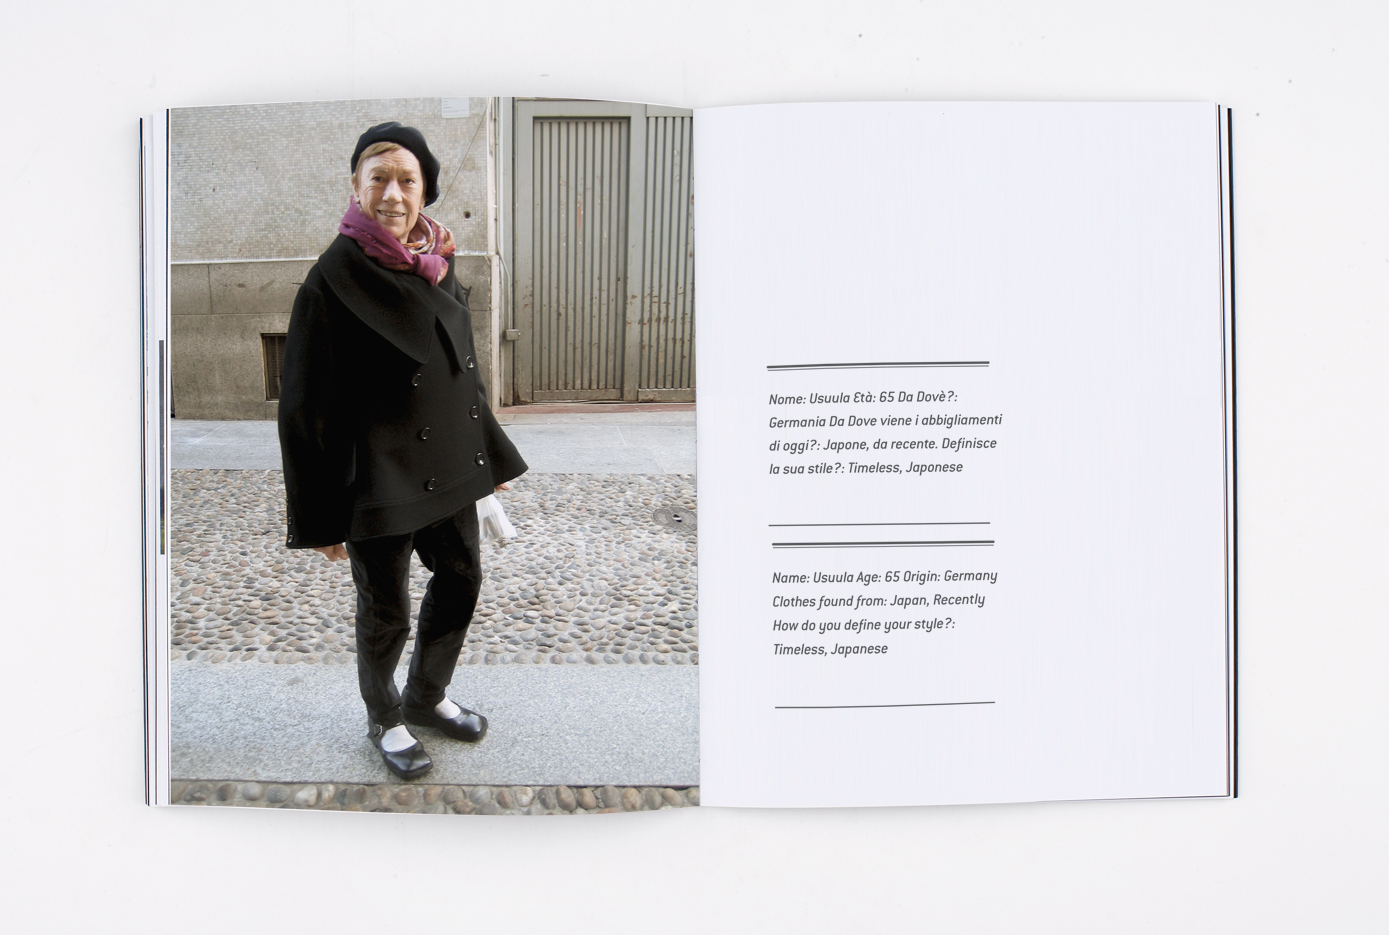 Nome: Usuula Età: 65 Da Dovè?:
Germania Da Dove viene i abbigliamenti
di oggi?: Japone, da recente. Definisce
la sua stile?: Timeless, Japonese
Name: Usuula Age: 65 Origin: Germany
Clothes found from: Japan, Recently
How do you define your style?:
Timeless, Japanese